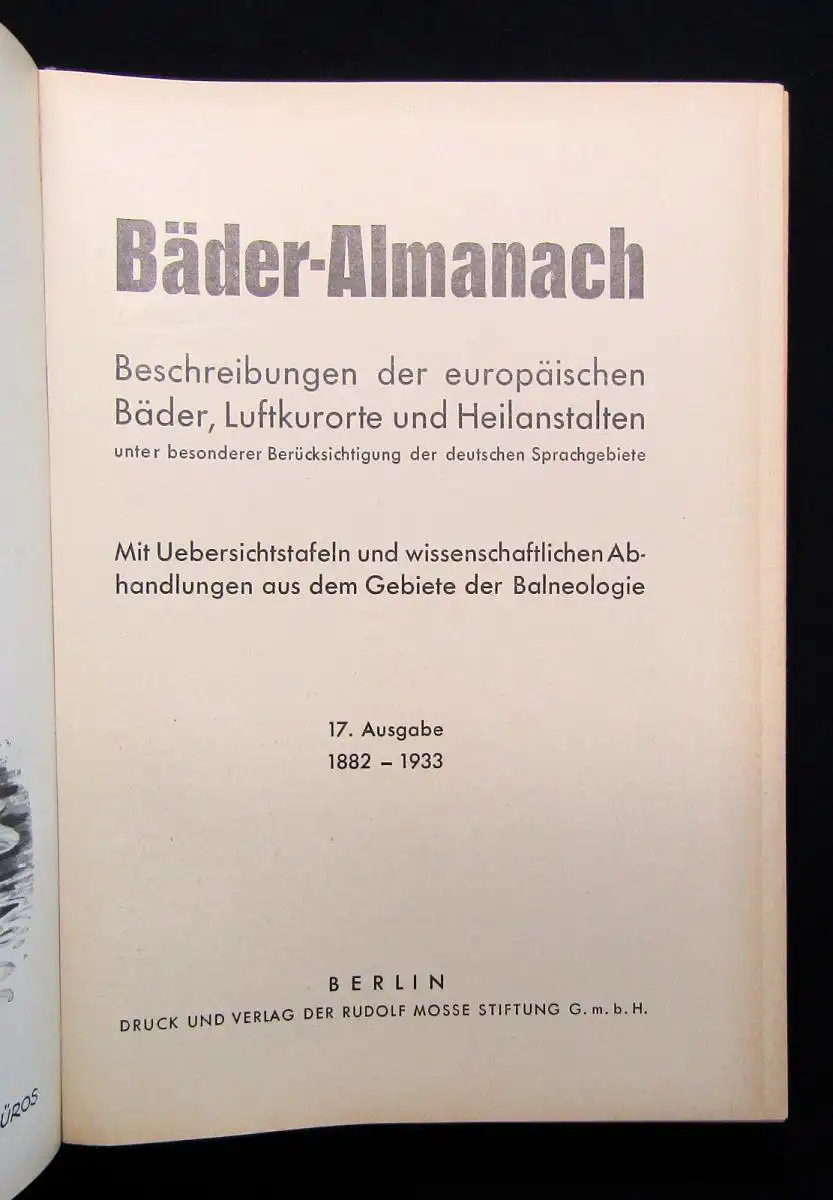 Bäder-Almanach
Beschreibungen der europäischen
Bäder, Luftkurorte und Heilanstalten
unter besonderer Berücksichtigung der deutschen Sprachgebiete
Mit Uebersichtstafeln und wissenschaftlichen Ab-
handlungen aus dem Gebiete der Balneologie
17. Ausgabe
1882 – 1933
BERLIN
DRUCK UND VERLAG DER RUDOLF MOSSE STIFTUNG G. m. b. H.